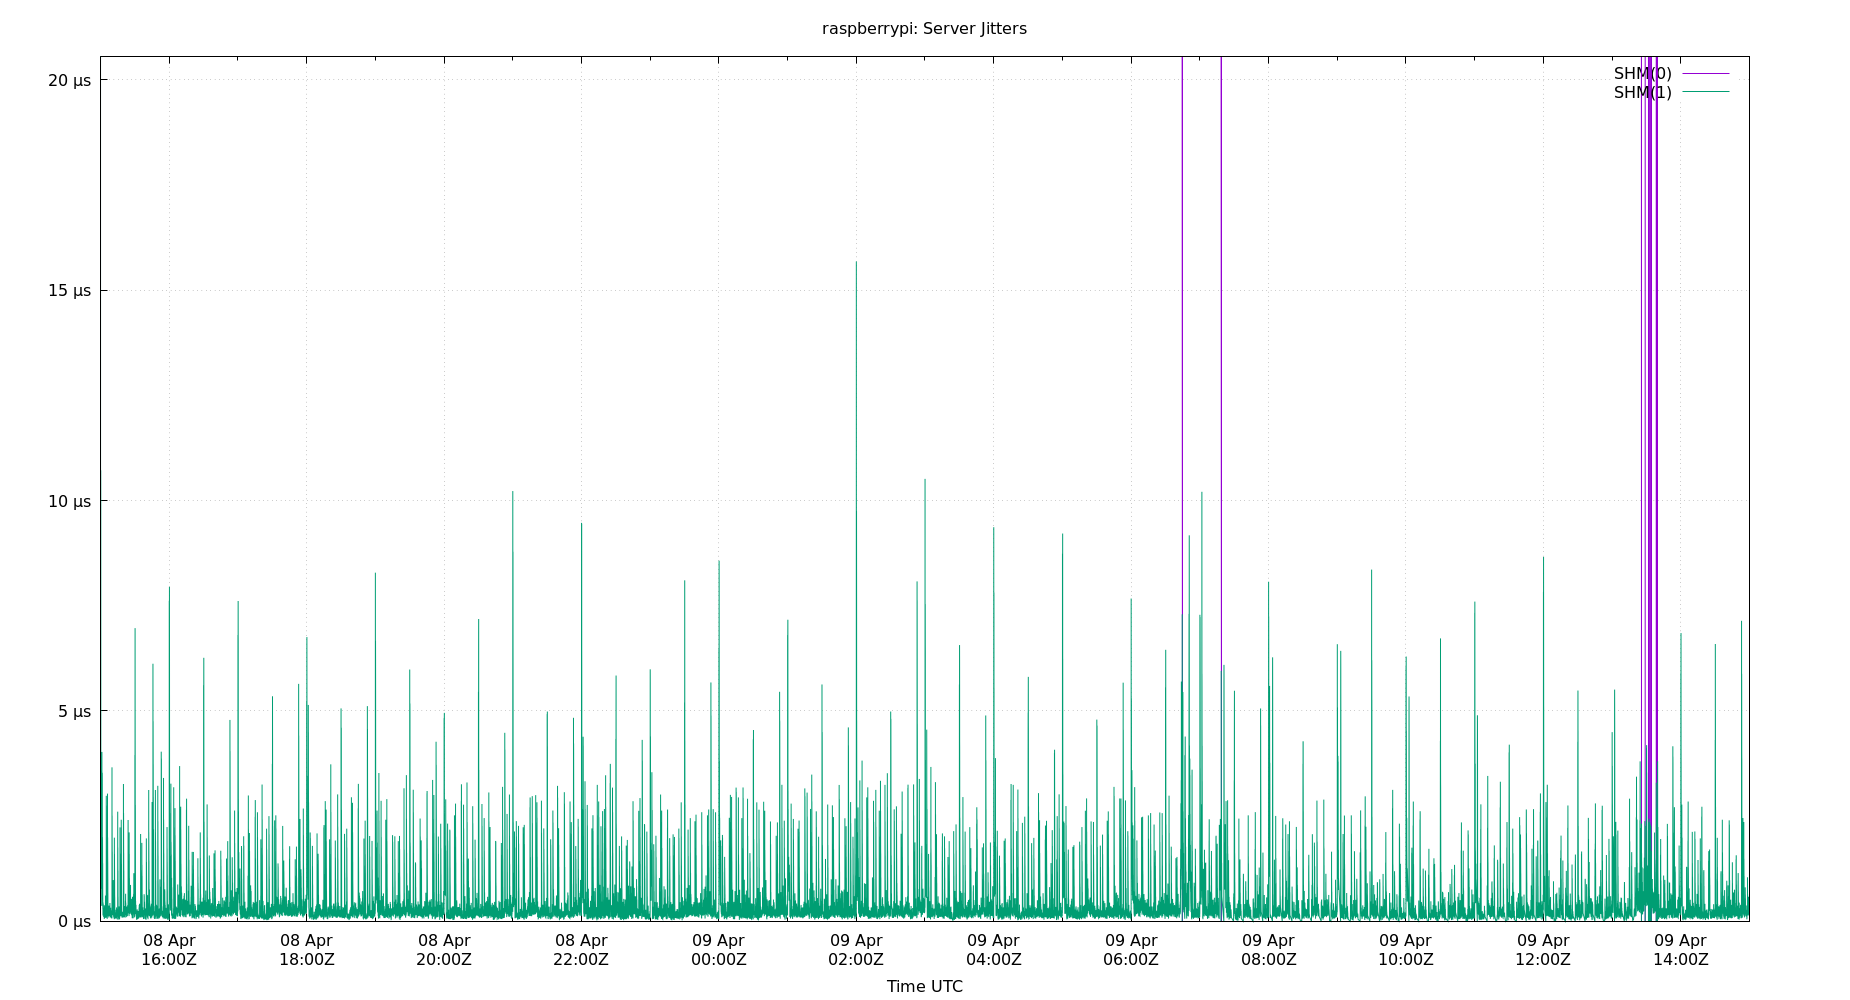 raspberrypi: Server Jitters
SHM(0)
SHM(1)
20 µs
15 µs
10 µs
5 µs
0 µs
08 Apr 08 Apr 08 Apr 08 Apr 09 Apr 09 Apr 09 Apr 09 Apr 09 Apr 09 Apr 09 Apr 09 Apr
16:00Z 18:00Z 20:00Z 22:00Z 00:00Z 02:00Z 04:00Z 06:00Z 08:00Z 10:00Z 12:00Z 14:00Z
Time UTC